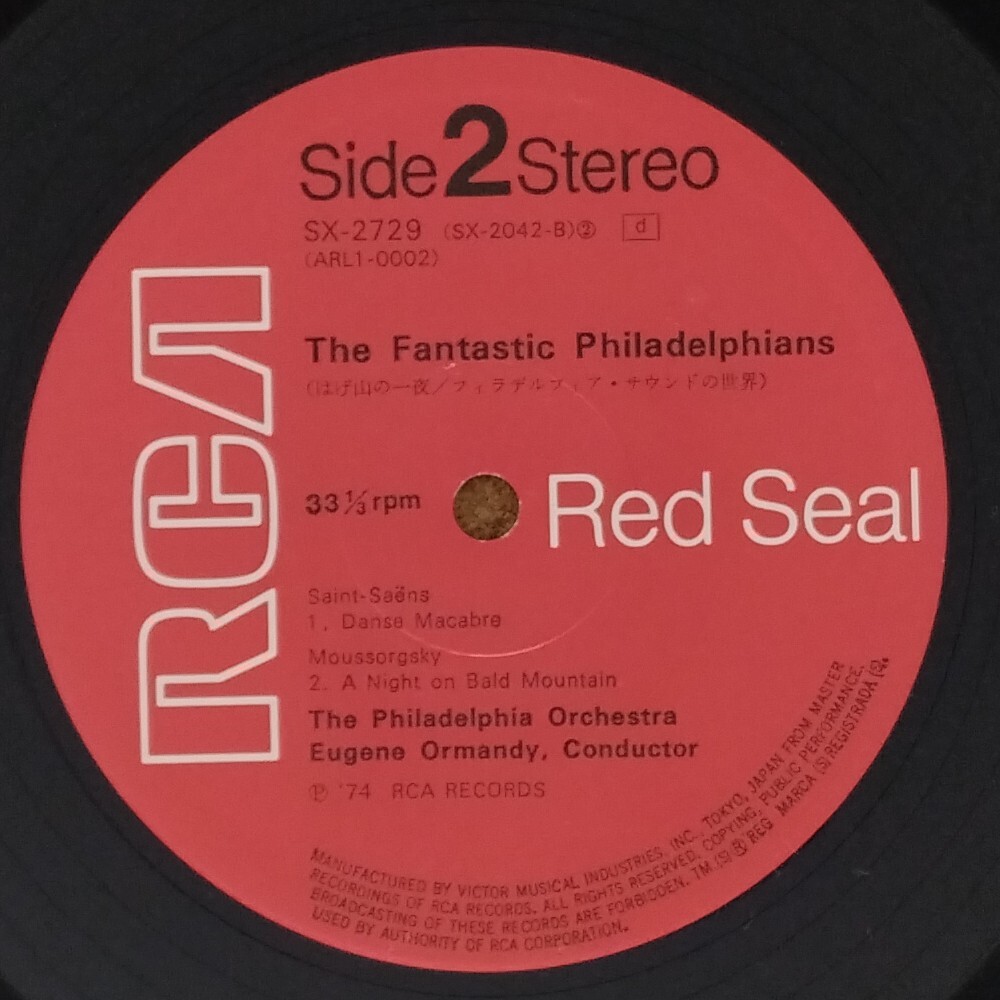 Side 2 Stereo
SX-2729 (SX-2042-B)② d
(ARL1-0002)
The Fantastic Philadelphians
(はげ山の一夜/フィラデルフィア・サウンドの世界)
RCA
33⅓rpm
Red Seal
Saint-Saëns
1. Danse Macabre
Moussorgsky
2. A Night on Bald Mountain
The Philadelphia Orchestra
Eugene Ormandy, Conductor
Ⓟ '74 RCA RECORDS
MANUFACTURED BY VICTOR MUSICAL INDUSTRIES, INC., TOKYO, JAPAN FROM MASTER
RECORDINGS OF RCA RECORDS. ALL RIGHTS RESERVED. COPYING, PUBLIC PERFORMANCE,
BROADCASTING OF THESE RECORDS ARE FORBIDDEN. TM.(S) ® REG. MARCA (S) REGISTRADA (S).
USED BY AUTHORITY OF RCA CORPORATION.